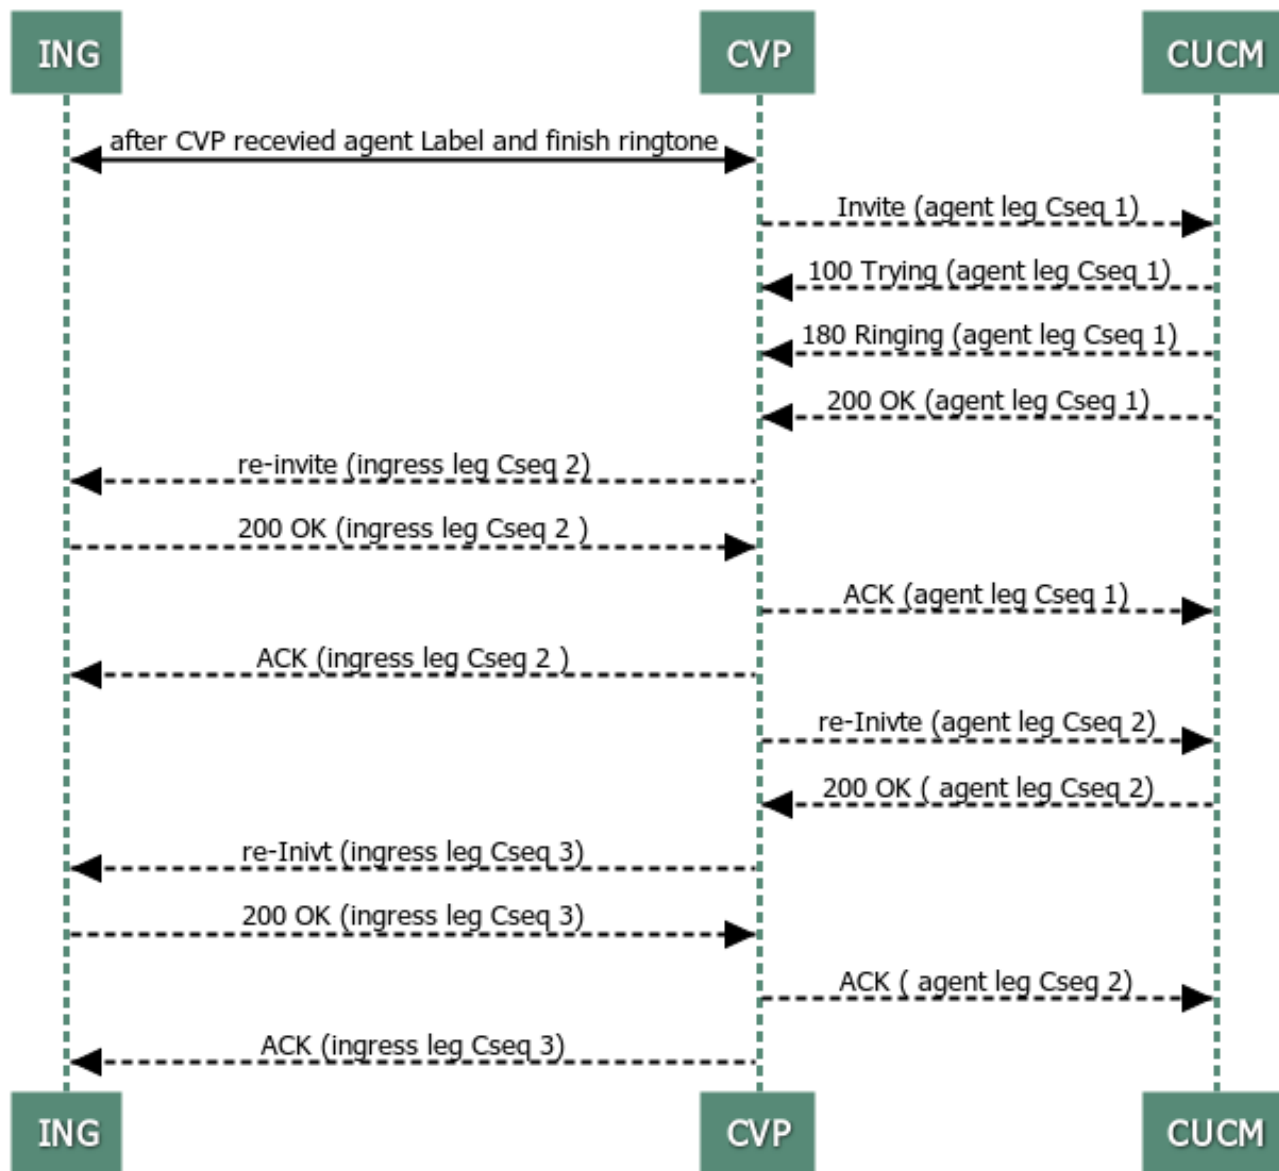 ING CVP CUCM
after CVP recevied agent Label and finish ringtone
Invite (agent leg Cseq 1)
100 Trying (agent leg Cseq 1)
180 Ringing (agent leg Cseq 1)
200 OK (agent leg Cseq 1)
re-invite (ingress leg Cseq 2)
200 OK (ingress leg Cseq 2 )
ACK (agent leg Cseq 1)
ACK (ingress leg Cseq 2 )
re-Inivte (agent leg Cseq 2)
200 OK ( agent leg Cseq 2)
re-Inivt (ingress leg Cseq 3)
200 OK (ingress leg Cseq 3)
ACK ( agent leg Cseq 2)
ACK (ingress leg Cseq 3)
ING CVP CUCM